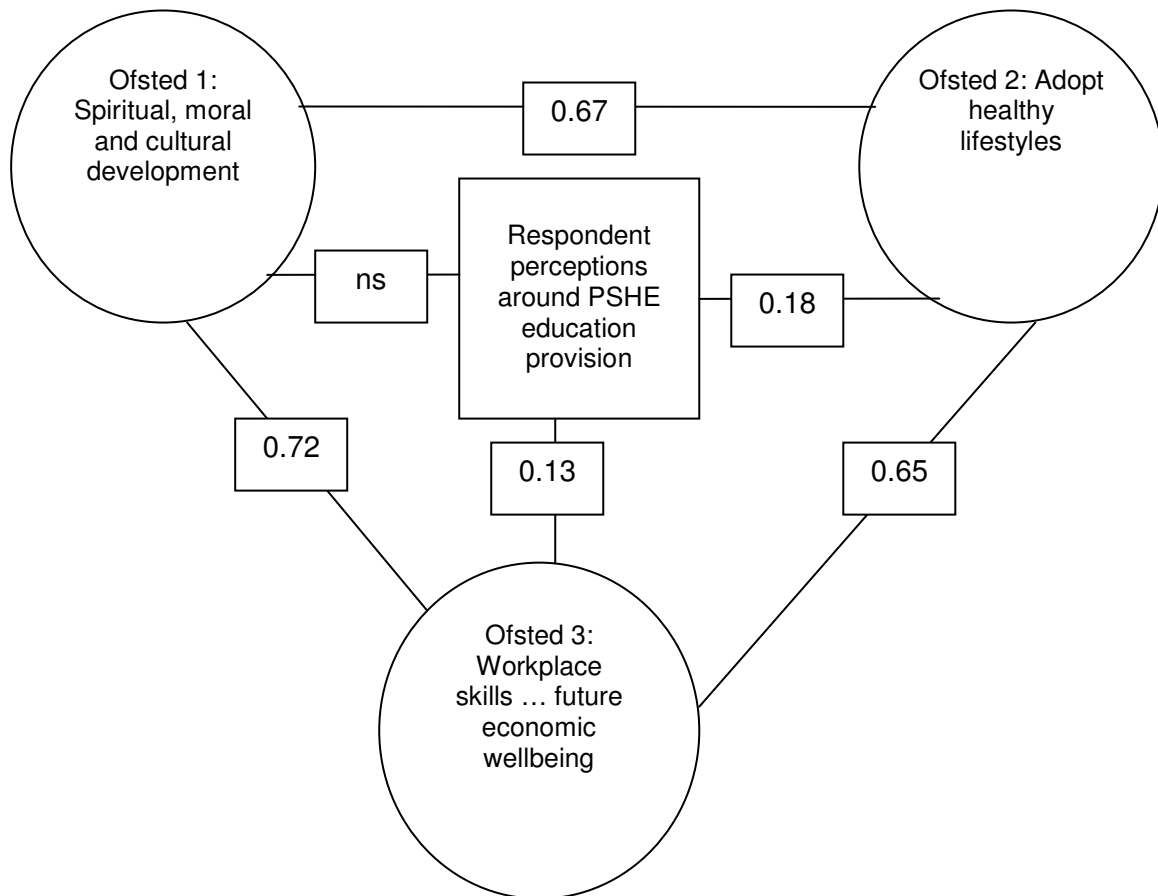 Ofsted 1:
Spiritual, moral
and cultural
development
0.67
Ofsted 2: Adopt
healthy
lifestyles
ns
Respondent
perceptions
around PSHE
education
provision
0.18
0.72
0.13
0.65
Ofsted 3:
Workplace
skills … future
economic
wellbeing